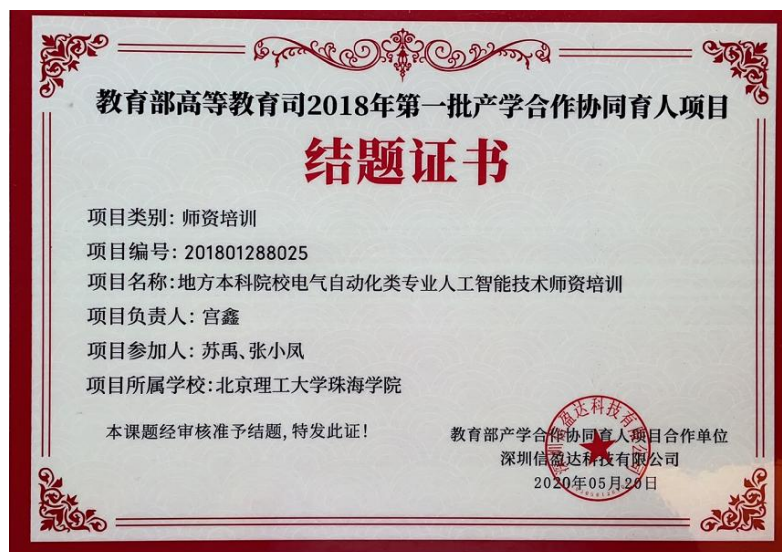 教育部高等教育司2018年第一批产学合作协同育人项目
结题证书
项目类别: 师资培训
项目编号: 201801288025
项目名称:地方本科院校电气自动化类专业人工智能技术师资培训
项目负责人: 宫鑫
项目参加人: 苏禹、张小凤
项目所属学校:北京理工大学珠海学院
本课题经审核准予结题,特发此证!
教育部产学合作协同育人项目合作单位
深圳信盈达科技有限公司
2020年05月20日